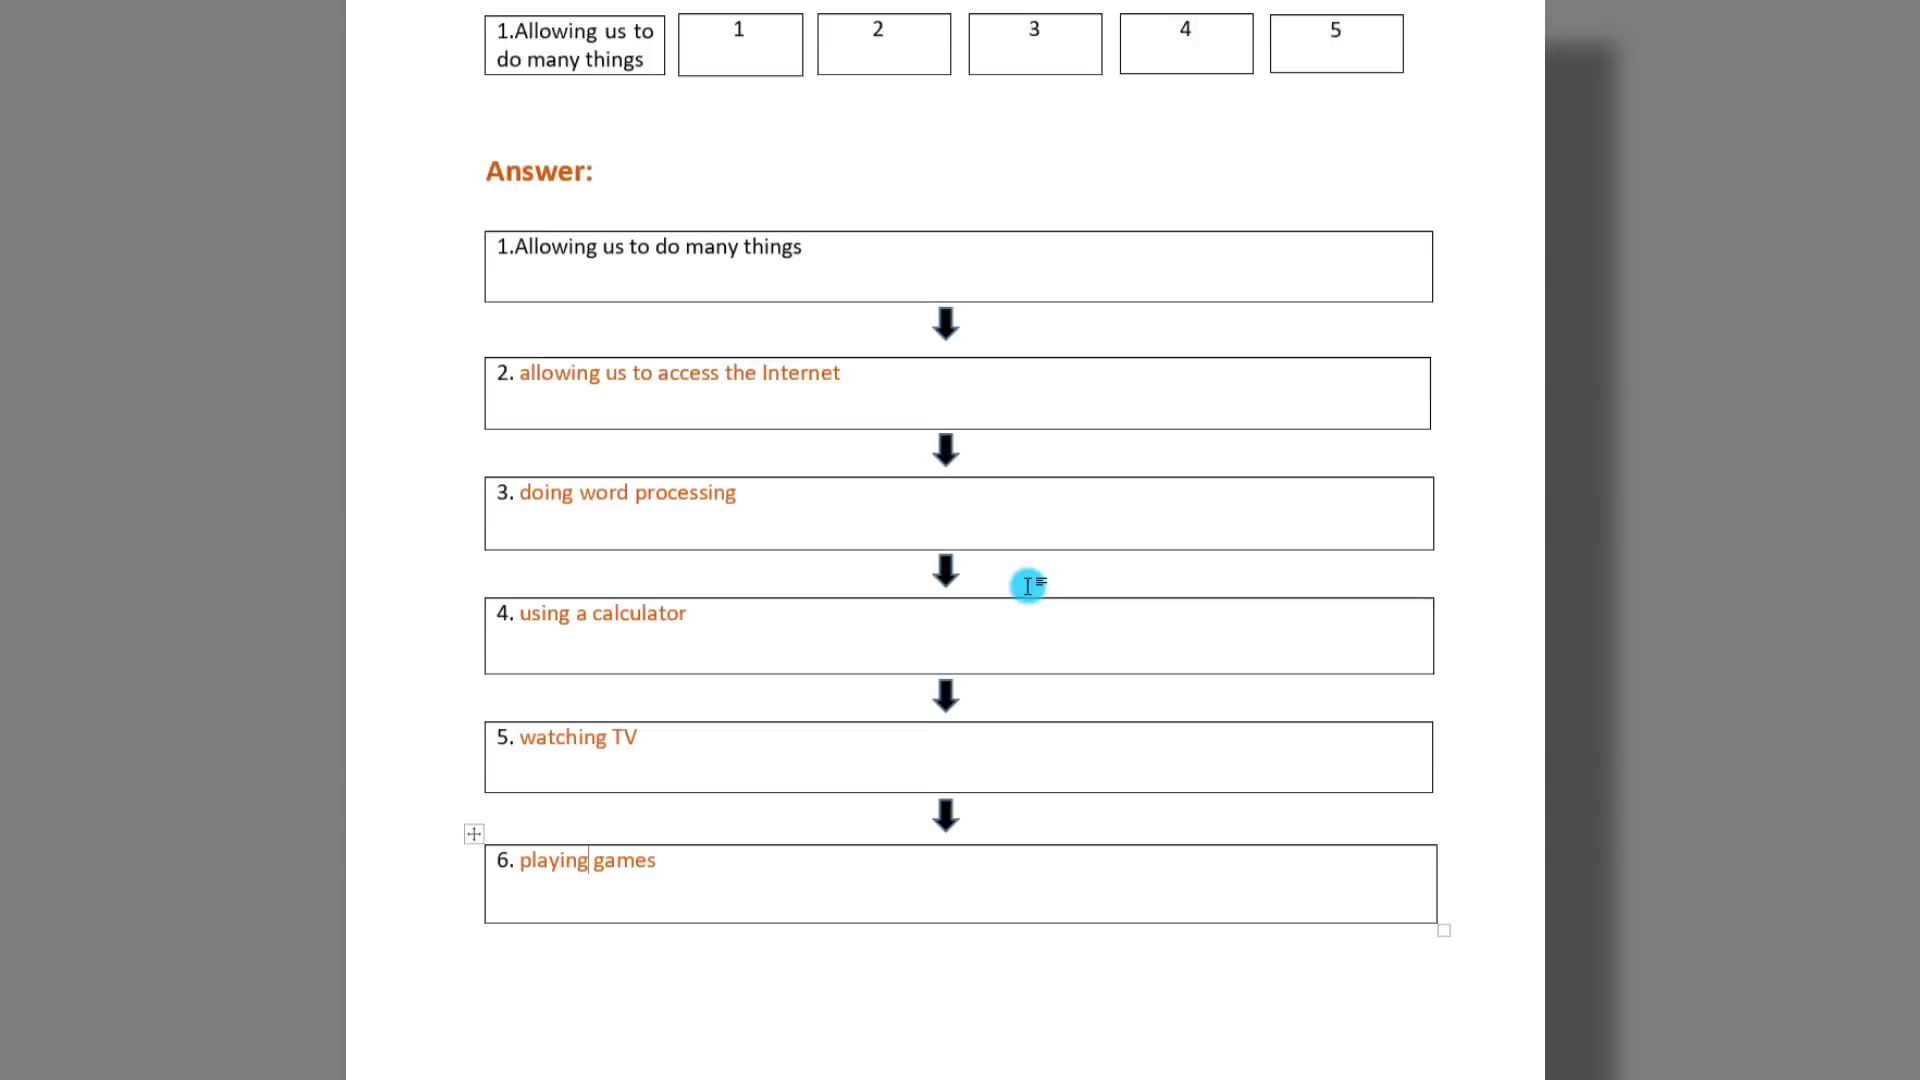 1.Allowing us to
do many things
1
2
3
4
5
Answer:
1.Allowing us to do many things
2. allowing us to access the Internet
3. doing word processing
4. using a calculator
5. watching TV
6. playing games